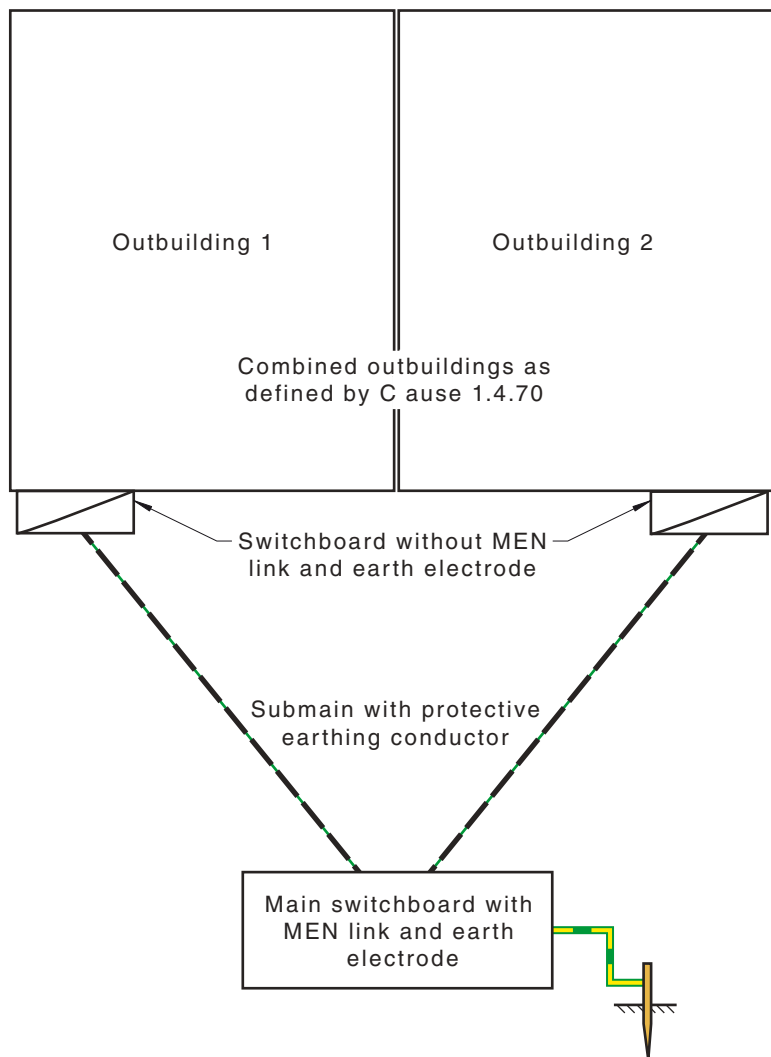 Outbuilding 1
Outbuilding 2
Combined outbuildings as
defined by C ause 1.4.70
Switchboard without MEN
link and earth electrode
Submain with protective
earthing conductor
Main switchboard with
MEN link and earth
electrode